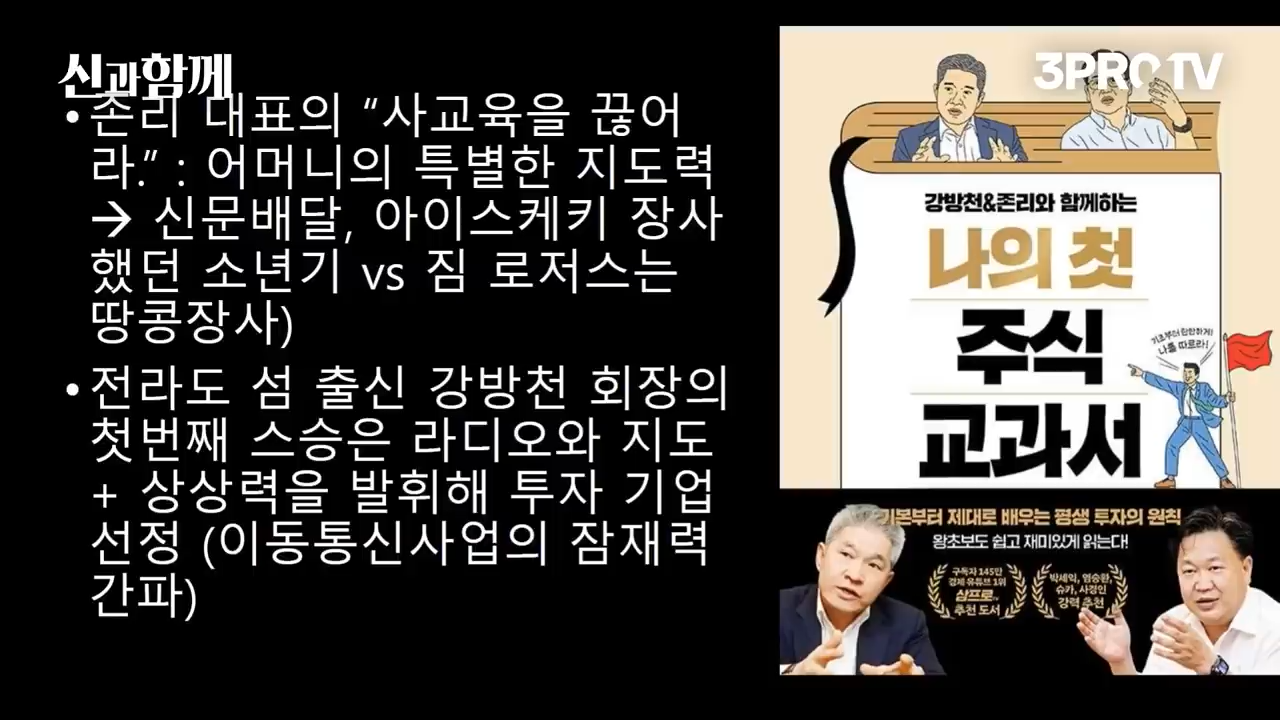 신과함께
3PROTV
• 존리 대표의 “사교육을 끊어
라.” : 어머니의 특별한 지도력
→ 신문배달, 아이스케키 장사
했던 소년기 vs 짐 로저스는
땅콩장사)
• 전라도 섬 출신 강방천 회장의
첫번째 스승은 라디오와 지도
+ 상상력을 발휘해 투자 기업
선정 (이동통신사업의 잠재력
간파)
강방천&존리와 함께하는
나의 첫
주식
교과서
기초부터 탄탄하게!
나를 따르라!
기본부터 제대로 배우는 평생 투자의 원칙
왕초보도 쉽고 재미있게 읽는다!
구독자 145만
경제 유튜브 1위
삼프로TV
추천 도서
박세익, 염승환,
슈카, 사경인
강력 추천